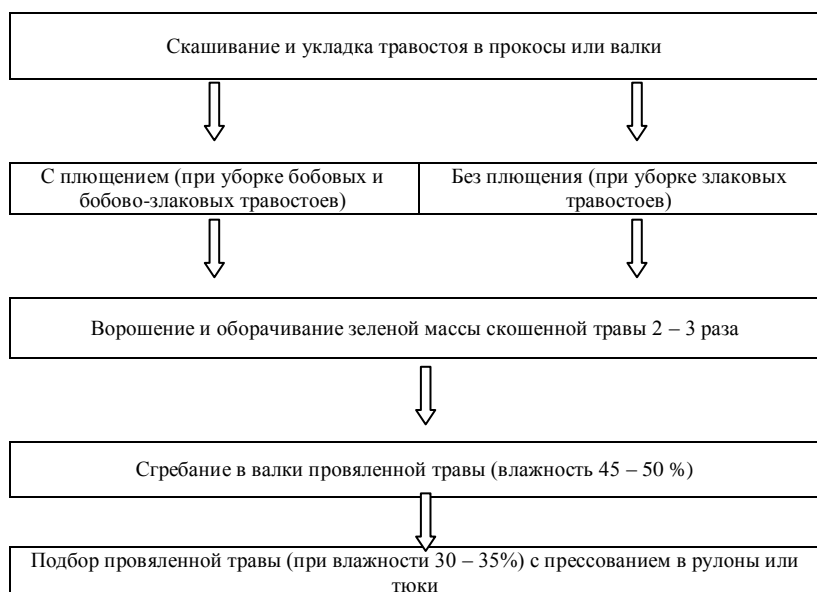 Скашивание и укладка травостоя в прокосы или валки
С плющением (при уборке бобовых и
бобово-злаковых травостоев)
Без плющения (при уборке злаковых
травостоев)
Ворошение и оборачивание зеленой массы скошенной травы 2 – 3 раза
Сгребание в валки провяленной травы (влажность 45 – 50 %)
Подбор провяленной травы (при влажности 30 – 35%) с прессованием в рулоны или
тюки